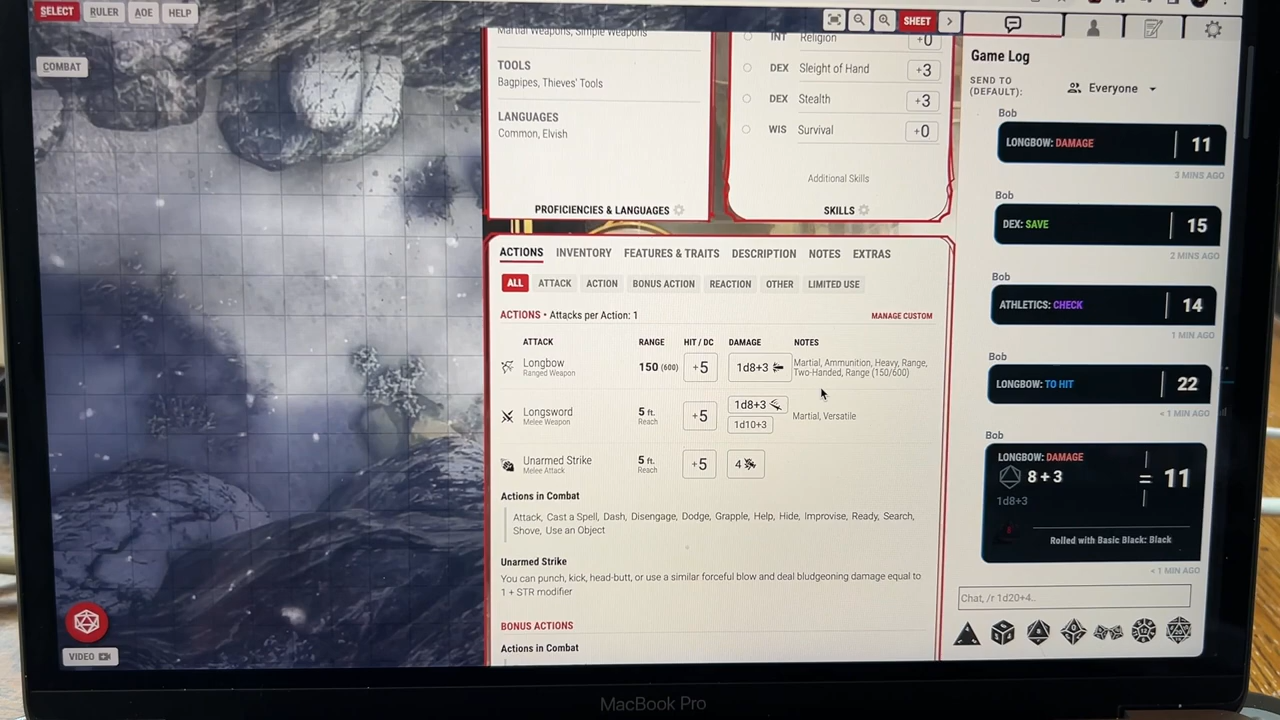 SELECT
RULER
AOE
HELP
COMBAT
SHEET
Martial Weapons, Simple Weapons
TOOLS
Bagpipes, Thieves' Tools
LANGUAGES
Common, Elvish
PROFICIENCIES & LANGUAGES
INT Religion +0
DEX Sleight of Hand +3
DEX Stealth +3
WIS Survival +0
Additional Skills
SKILLS
ACTIONS INVENTORY FEATURES & TRAITS DESCRIPTION NOTES EXTRAS
ALL ATTACK ACTION BONUS ACTION REACTION OTHER LIMITED USE
ACTIONS • Attacks per Action: 1 MANAGE CUSTOM
ATTACK RANGE HIT / DC DAMAGE NOTES
Longbow 150 (600) +5 1d8+3 Martial, Ammunition, Heavy, Range,
Ranged Weapon Two-Handed, Range (150/600)
Longsword 5 ft. +5 1d8+3 Martial, Versatile
Melee Weapon Reach 1d10+3
Unarmed Strike 5 ft. +5 4
Melee Attack Reach
Actions in Combat
Attack, Cast a Spell, Dash, Disengage, Dodge, Grapple, Help, Hide, Improvise, Ready, Search,
Shove, Use an Object
Unarmed Strike
You can punch, kick, head-butt, or use a similar forceful blow and deal bludgeoning damage equal to
1 + STR modifier
BONUS ACTIONS
Actions in Combat
Game Log
SEND TO
(DEFAULT): Everyone
Bob
LONGBOW: DAMAGE 11
3 MINS AGO
Bob
DEX: SAVE 15
2 MINS AGO
Bob
ATHLETICS: CHECK 14
1 MIN AGO
Bob
LONGBOW: TO HIT 22
< 1 MIN AGO
Bob
LONGBOW: DAMAGE
8 + 3 = 11
1d8+3
Rolled with Basic Black: Black
< 1 MIN AGO
Chat, /r 1d20+4..
VIDEO
MacBook Pro